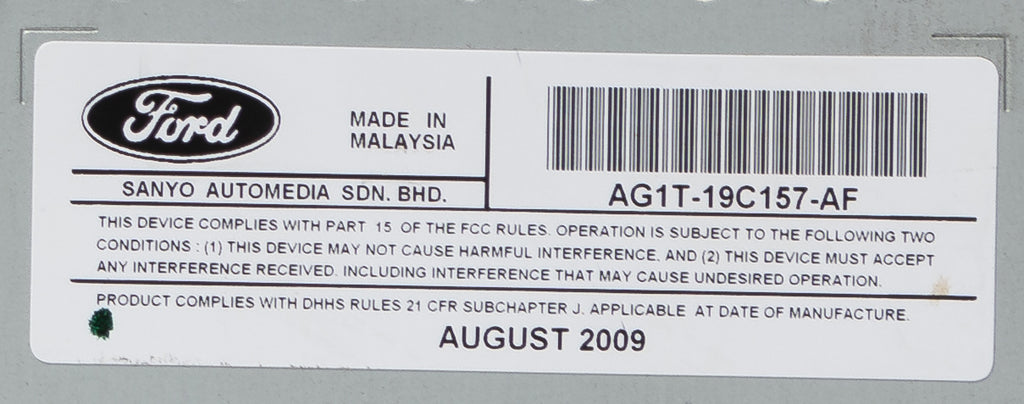 Ford
MADE IN
MALAYSIA
SANYO AUTOMEDIA SDN. BHD.
AG1T-19C157-AF
THIS DEVICE COMPLIES WITH PART 15 OF THE FCC RULES. OPERATION IS SUBJECT TO THE FOLLOWING TWO
CONDITIONS : (1) THIS DEVICE MAY NOT CAUSE HARMFUL INTERFERENCE, AND (2) THIS DEVICE MUST ACCEPT
ANY INTERFERENCE RECEIVED. INCLUDING INTERFERENCE THAT MAY CAUSE UNDESIRED OPERATION.
PRODUCT COMPLIES WITH DHHS RULES 21 CFR SUBCHAPTER J. APPLICABLE AT DATE OF MANUFACTURE.
AUGUST 2009